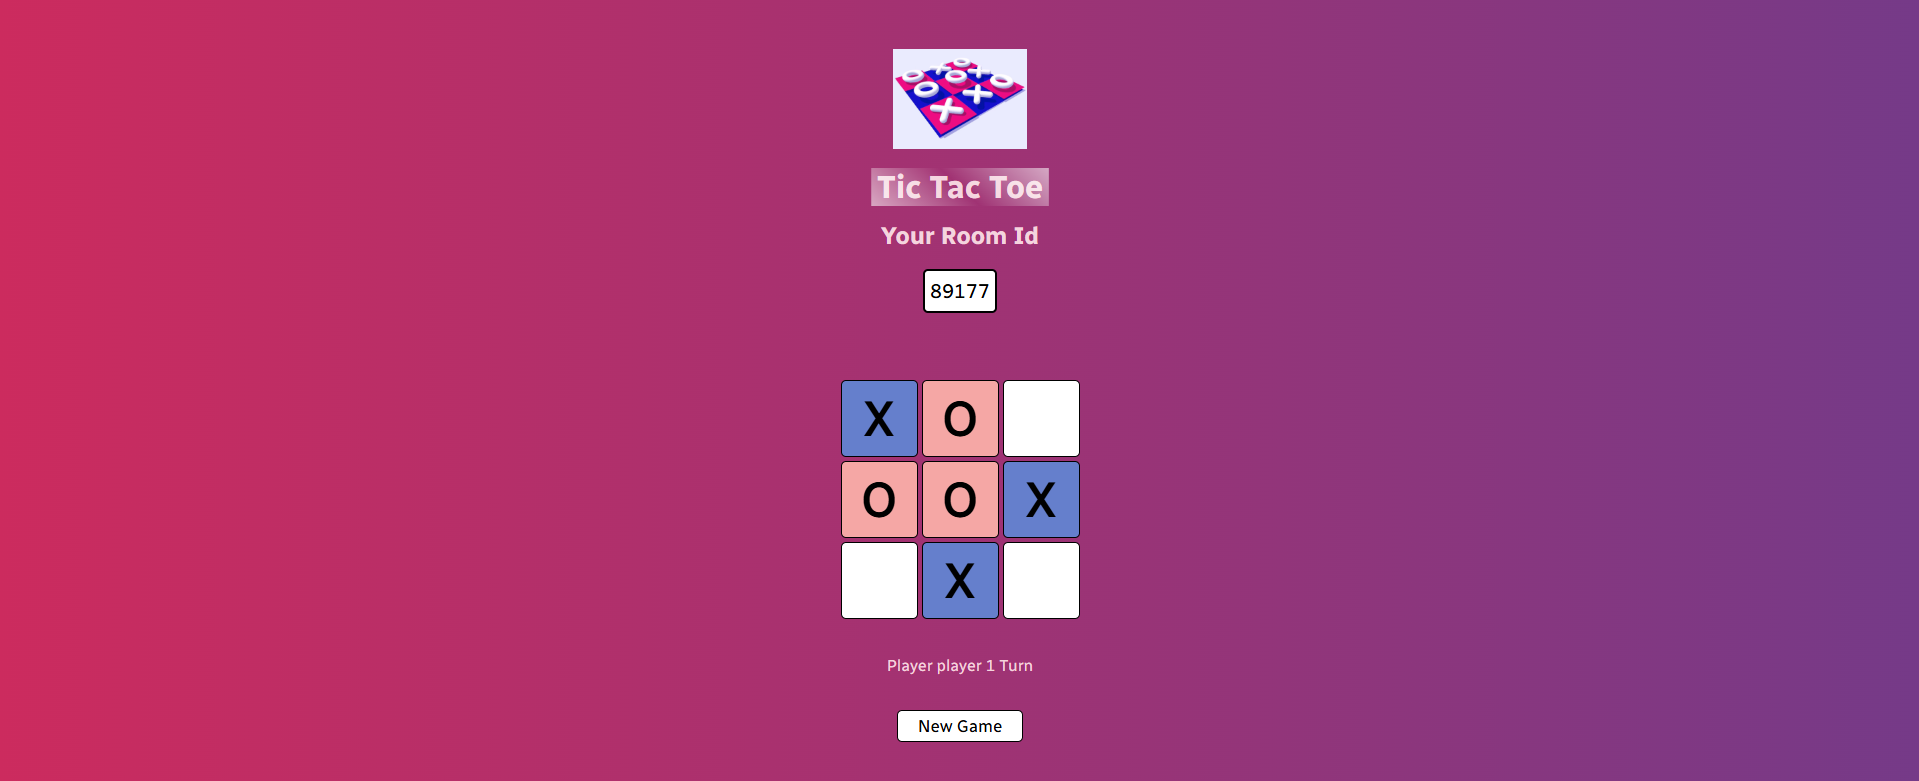 Tic Tac Toe
Your Room Id
89177
X O
O O X
X
Player player 1 Turn
New Game